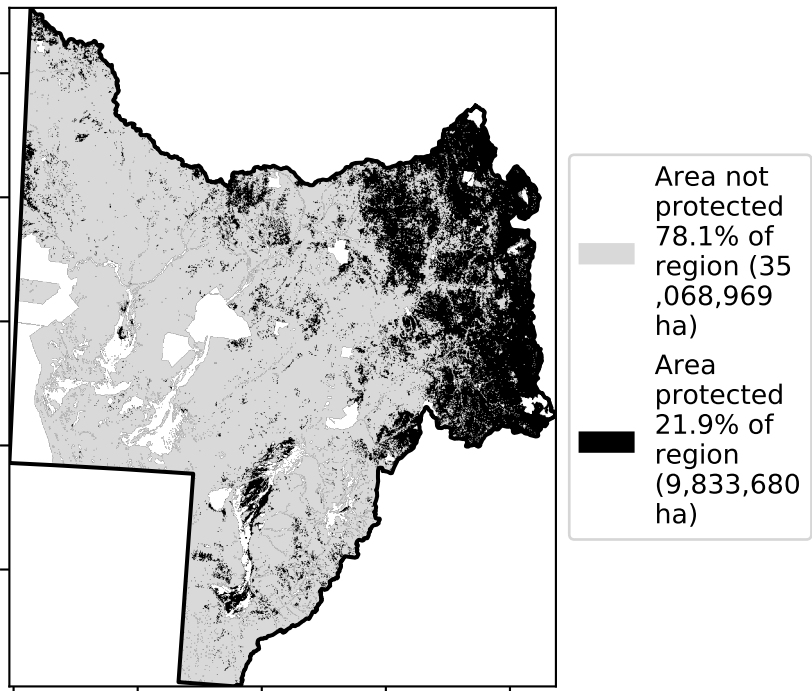 Area not
protected
78.1% of
region (35
,068,969
ha)
Area
protected
21.9% of
region
(9,833,680
ha)